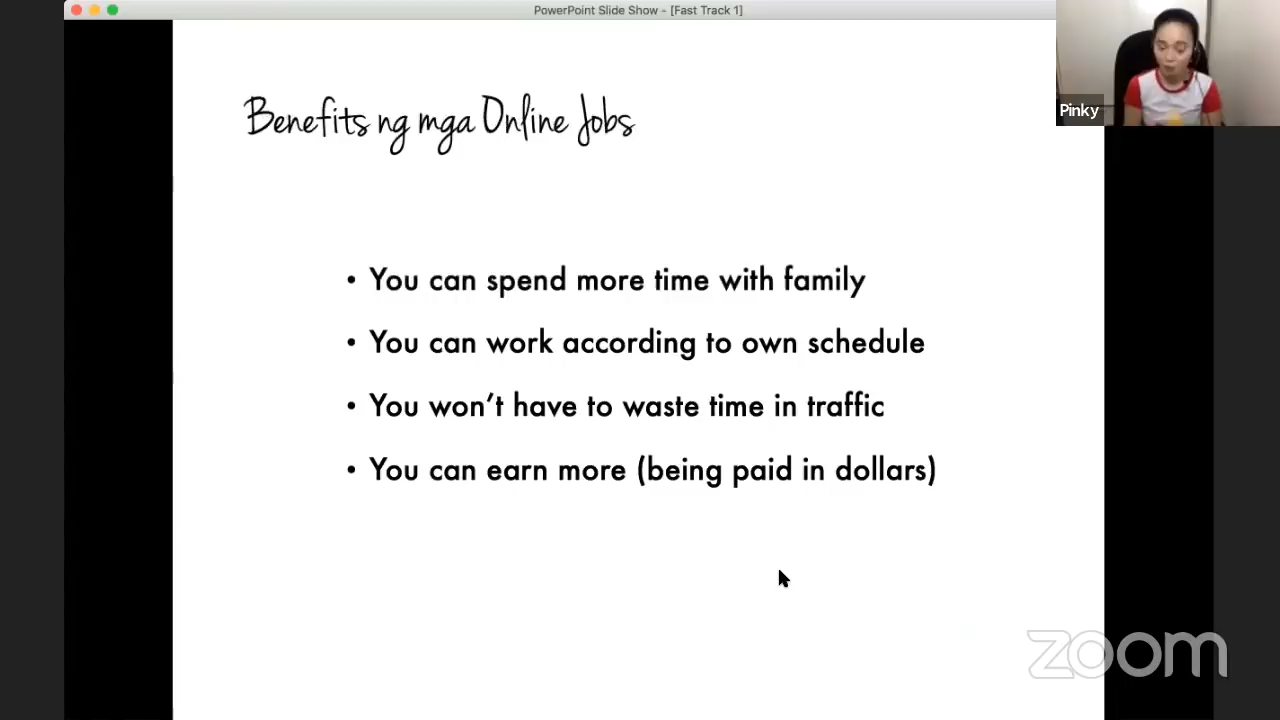 PowerPoint Slide Show - [Fast Track 1]
Pinky
Benefits ng mga Online Jobs
• You can spend more time with family
• You can work according to own schedule
• You won't have to waste time in traffic
• You can earn more (being paid in dollars)
zoom